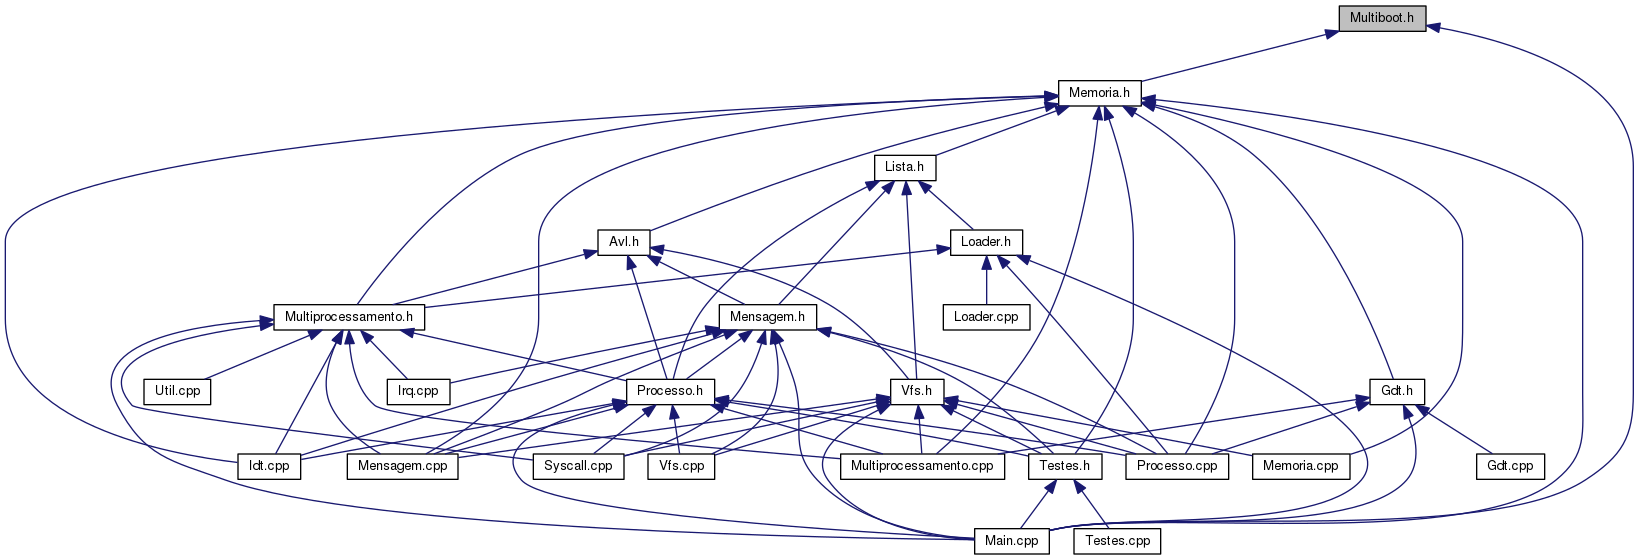 Multiboot.h
Memoria.h
Lista.h
Avl.h
Loader.h
Multiprocessamento.h
Mensagem.h
Loader.cpp
Util.cpp
Irq.cpp
Processo.h
Vfs.h
Gdt.h
Idt.cpp
Mensagem.cpp
Syscall.cpp
Vfs.cpp
Multiprocessamento.cpp
Testes.h
Processo.cpp
Memoria.cpp
Gdt.cpp
Main.cpp
Testes.cpp